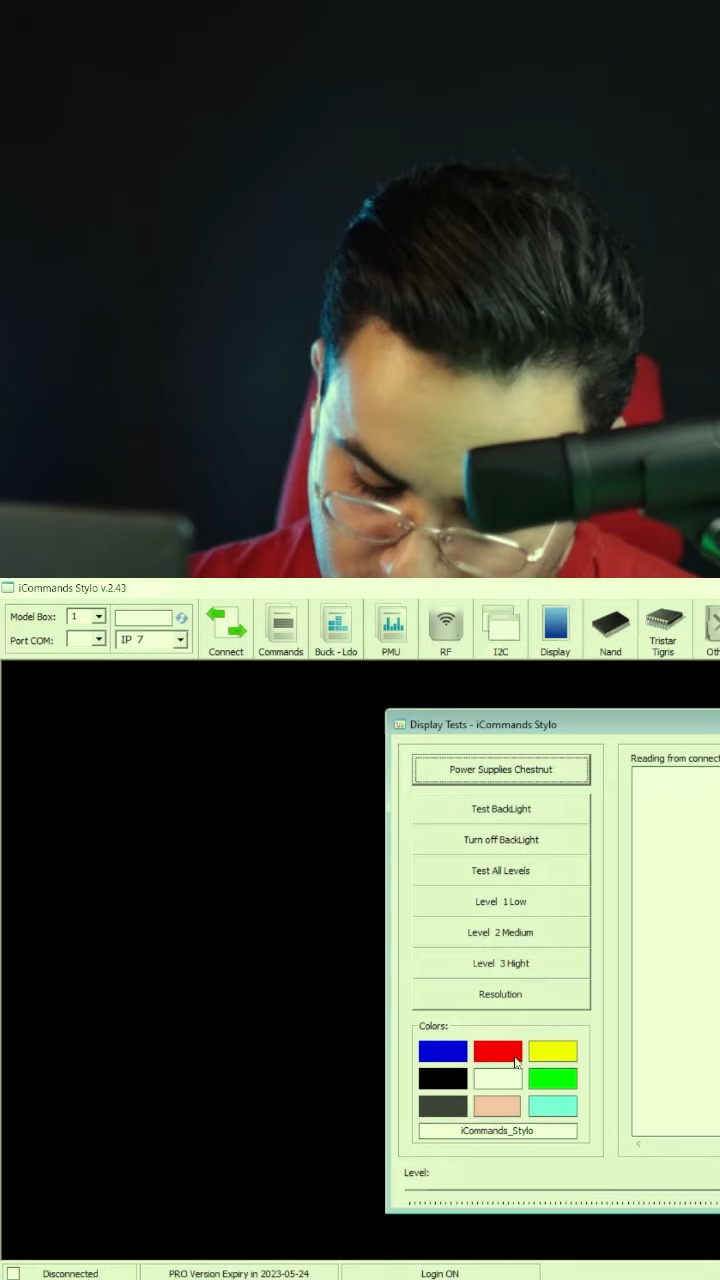 iCommands Stylo v.2.43
Model Box: 1
Port COM: IP 7
Connect
Commands
Buck - Ldo
PMU
RF
I2C
Display
Nand
Tristar
Tigris
Display Tests - iCommands Stylo
Power Supplies Chestnut
Reading from connect
Test BackLight
Turn off BackLight
Test All Levels
Level 1 Low
Level 2 Medium
Level 3 Hight
Resolution
Colors:
iCommands_Stylo
Level:
Disconnected
PRO Version Expiry in 2023-05-24
Login ON